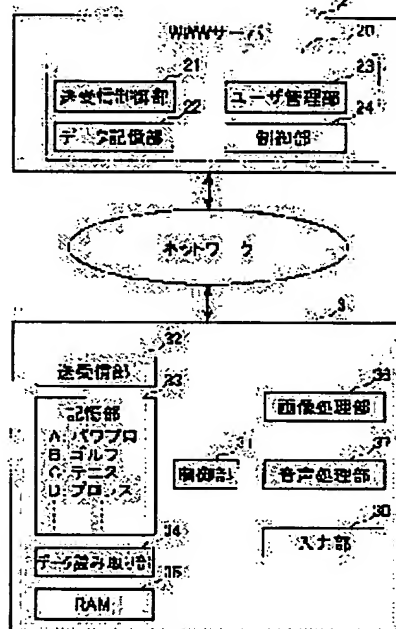 2
WWWサーバ
20
21
23
送受信制御部
ユーザ管理部
22
24
データ記憶部
制御部
ネットワーク
3
32
送受信部
33
38
記憶部
画像処理部
A パワプロ
B ゴルフ
31
37
C テニス
制御部
音声処理部
D プロレス
30
34
入力部
データ読み取り部
RAM